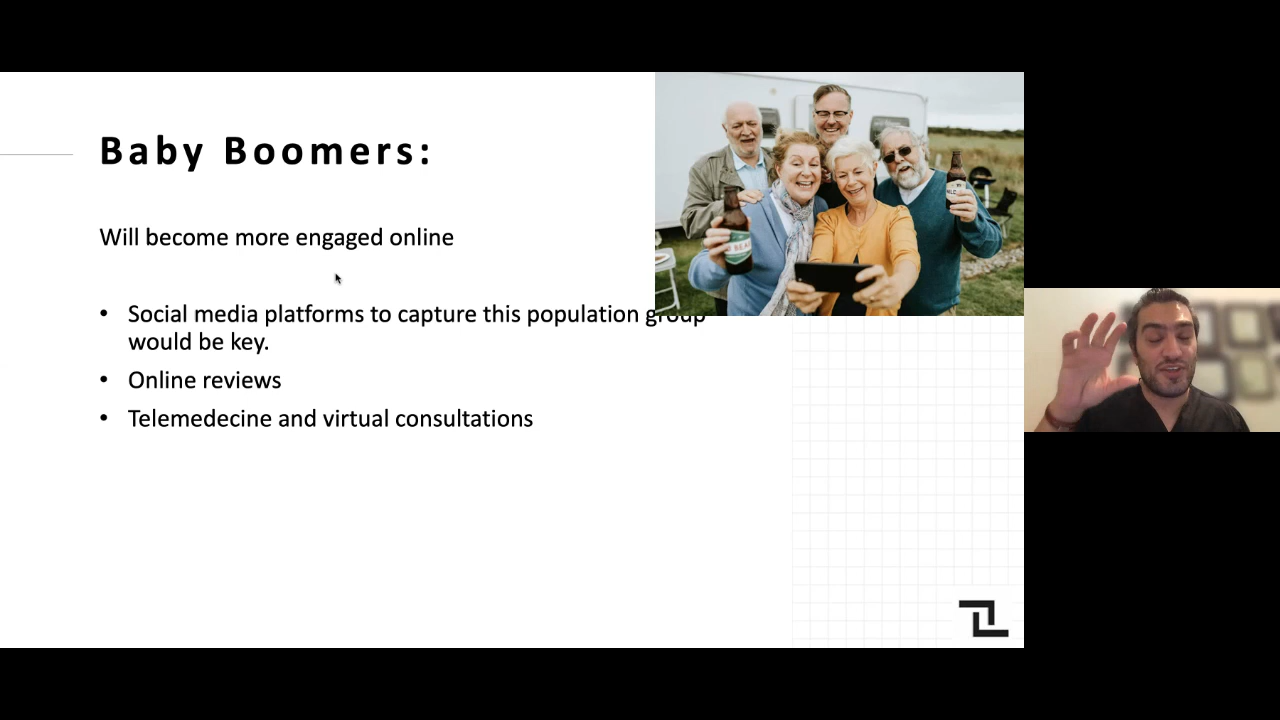 Baby Boomers:
Will become more engaged online
• Social media platforms to capture this population group
would be key.
• Online reviews
• Telemedecine and virtual consultations